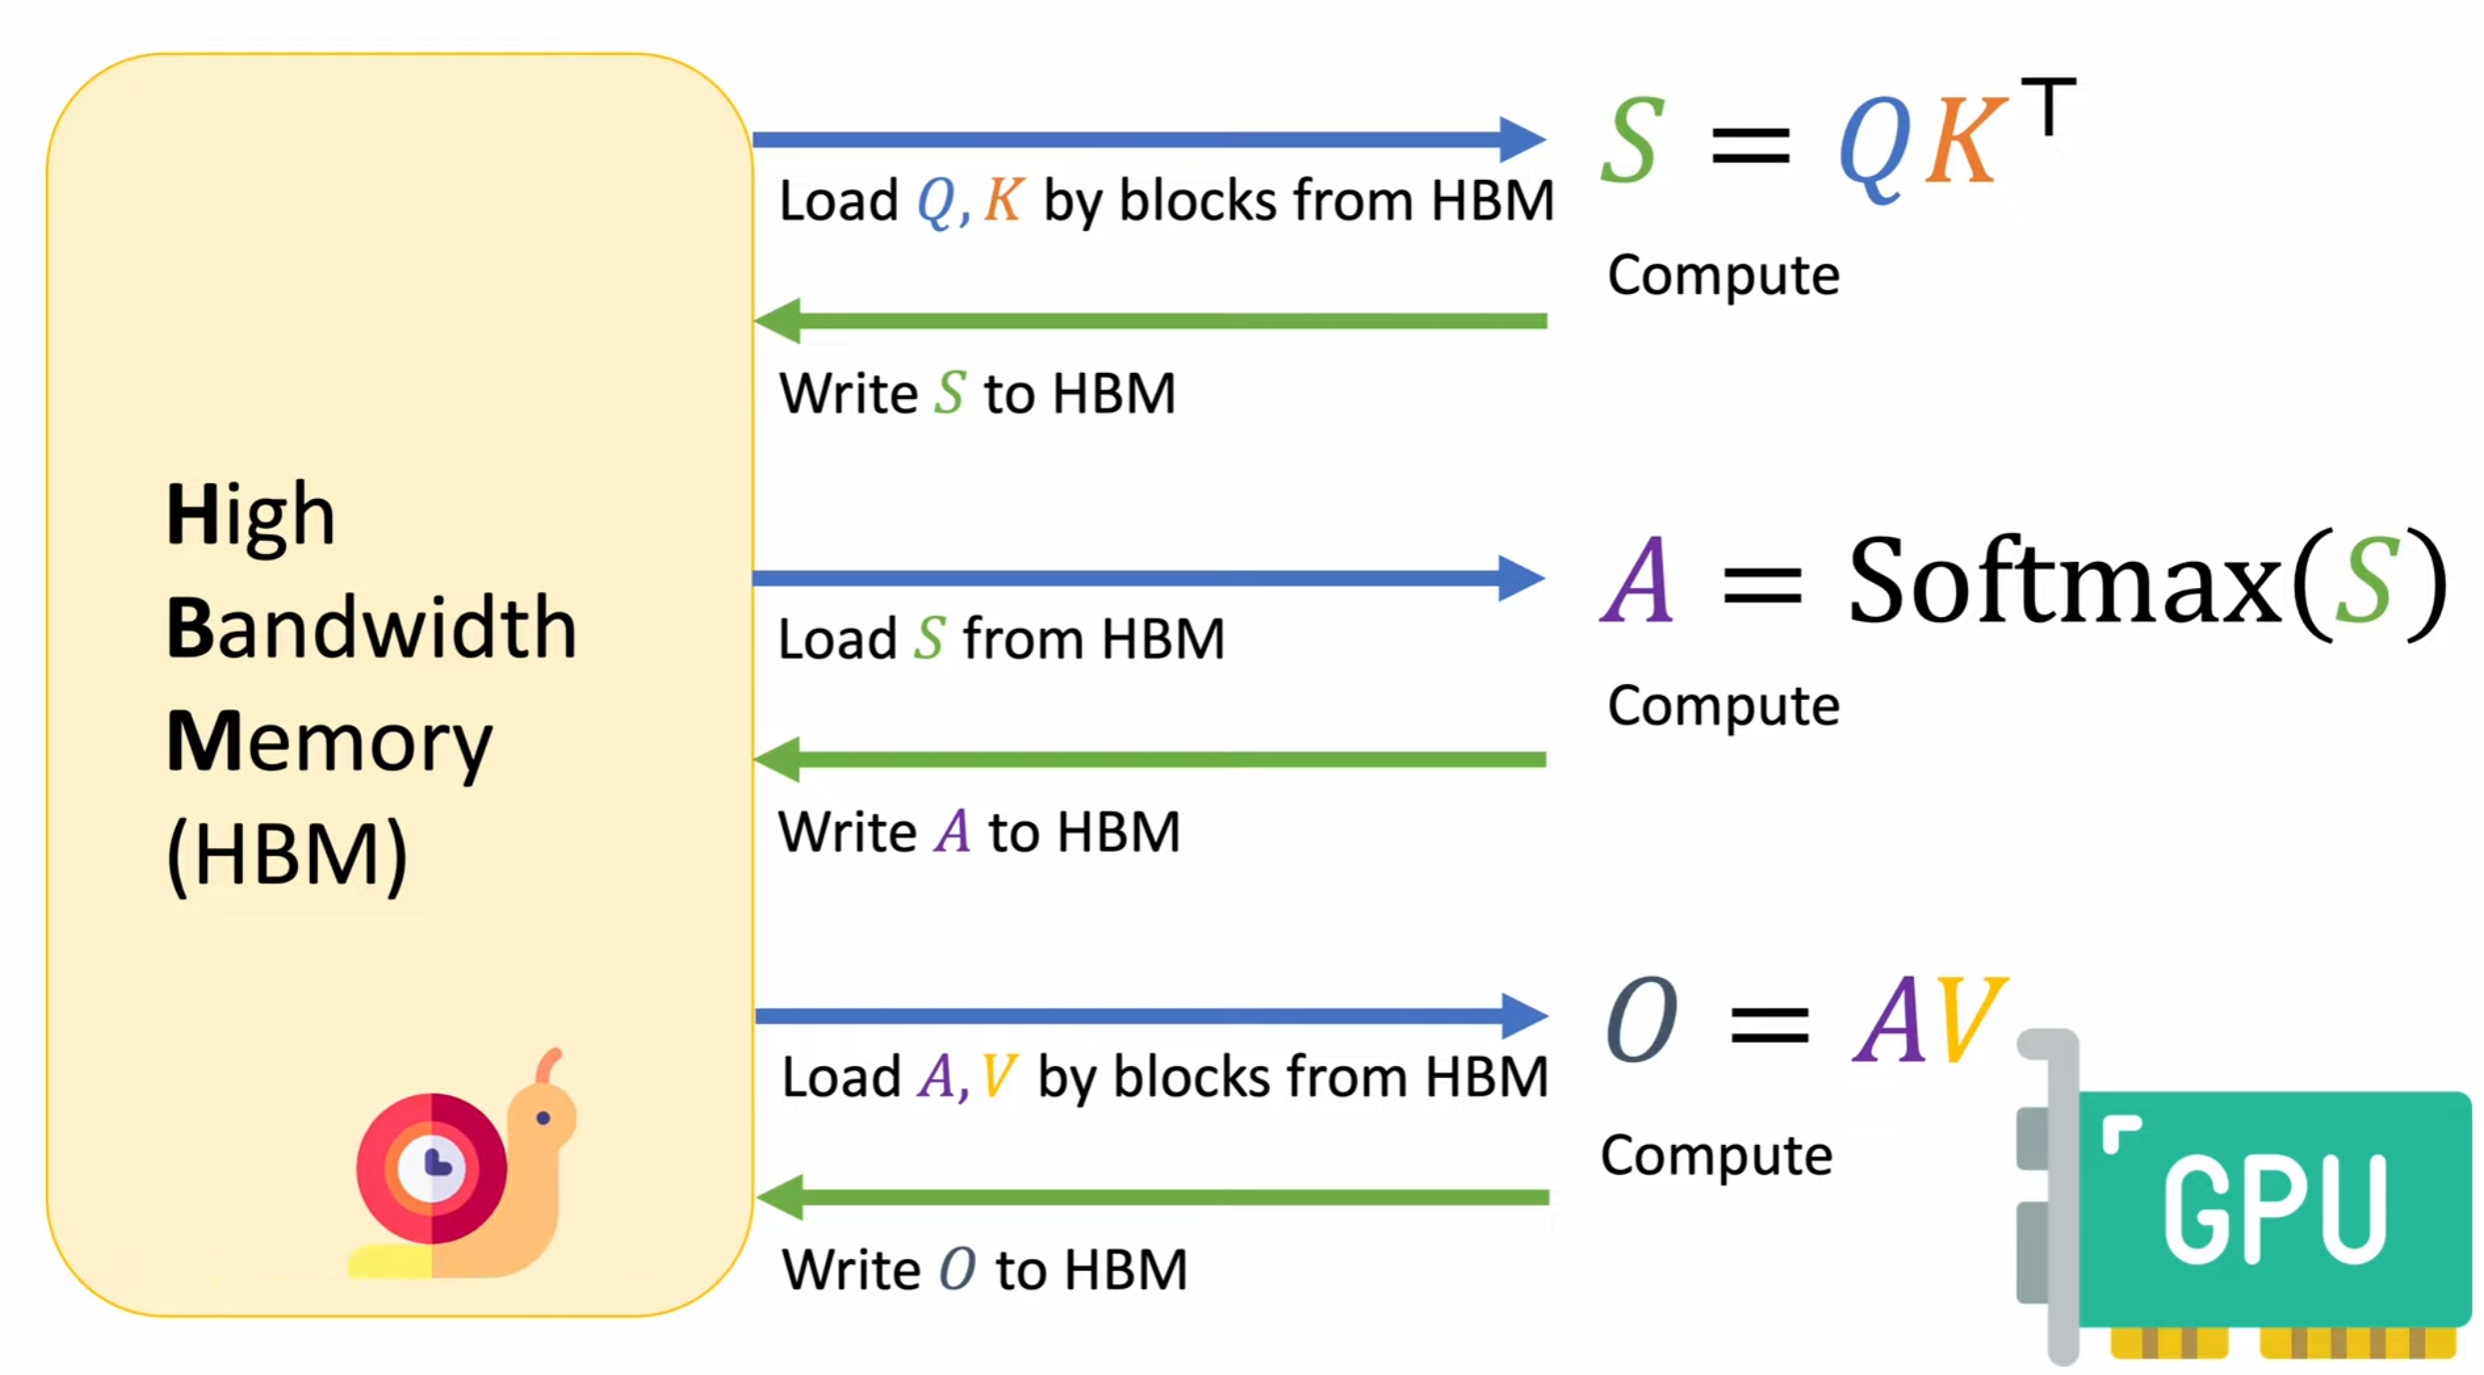 S = QK⊤
Load Q, K by blocks from HBM
Compute
Write S to HBM
High
Bandwidth
Memory
(HBM)
A = Softmax(S)
Load S from HBM
Compute
Write A to HBM
O = AV
Load A, V by blocks from HBM
Compute
Write O to HBM
GPU